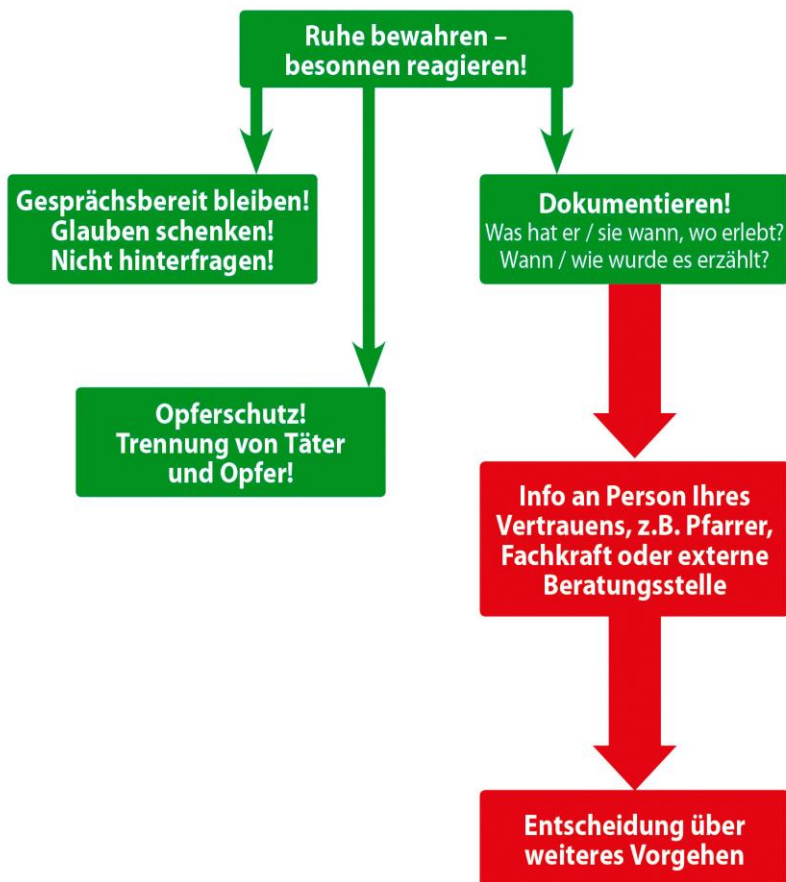 Ruhe bewahren –
besonnen reagieren!
Gesprächsbereit bleiben!
Glauben schenken!
Nicht hinterfragen!
Dokumentieren!
Was hat er / sie wann, wo erlebt?
Wann / wie wurde es erzählt?
Opferschutz!
Trennung von Täter
und Opfer!
Info an Person Ihres
Vertrauens, z.B. Pfarrer,
Fachkraft oder externe
Beratungsstelle
Entscheidung über
weiteres Vorgehen